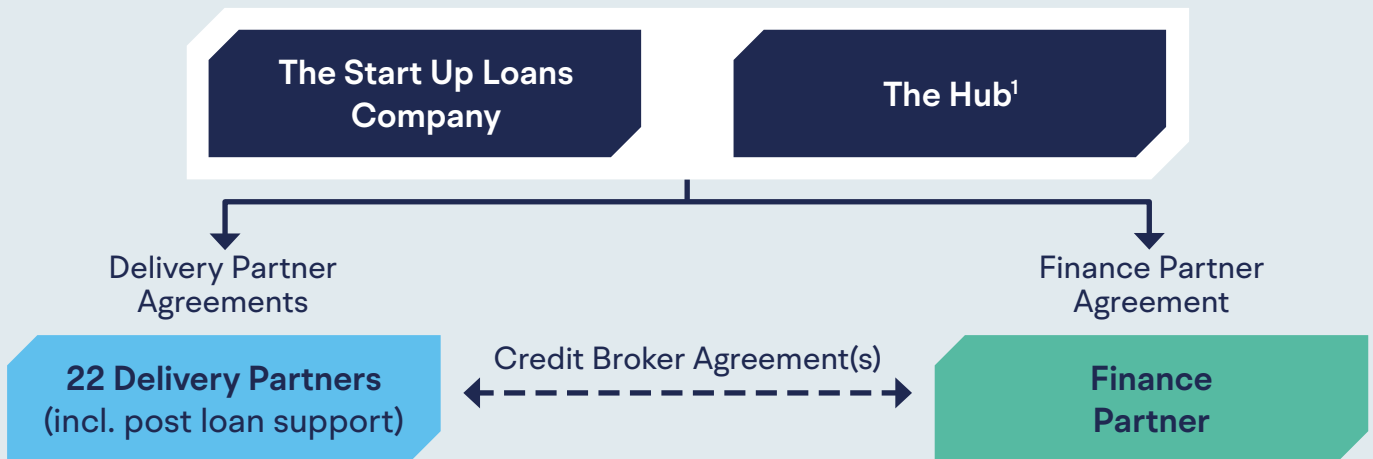 The Start Up Loans
Company
The Hub¹
Delivery Partner
Agreements
Finance Partner
Agreement
22 Delivery Partners
(incl. post loan support)
Credit Broker Agreement(s)
Finance
Partner